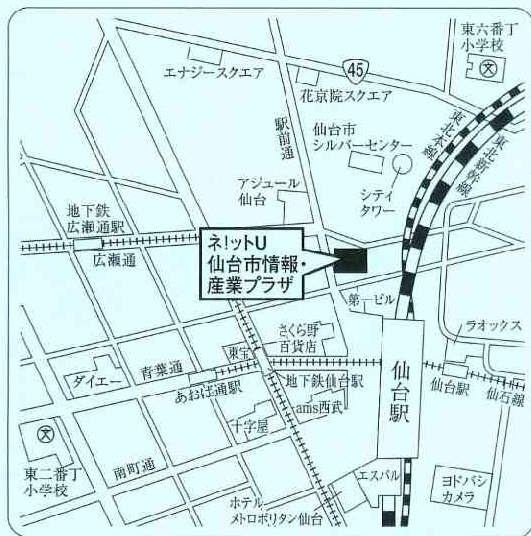 東六番丁
小学校
文
エナジースクエア
45
花京院スクエア
駅前通
仙台市
シルバーセンター
東北本線
東北新幹線
アジュール
仙台
シティ
タワー
地下鉄
広瀬通駅
広瀬通
ネ!ットU
仙台市情報・
産業プラザ
第一ビル
さくら野
百貨店
ラオックス
東宝
青葉通
ダイエー
あおば通駅
地下鉄仙台駅
仙台駅
仙台駅
仙石線
ams西武
十字屋
文
東二番丁
小学校
南町通
エスパル
ヨドバシ
カメラ
ホテル
メトロポリタン仙台